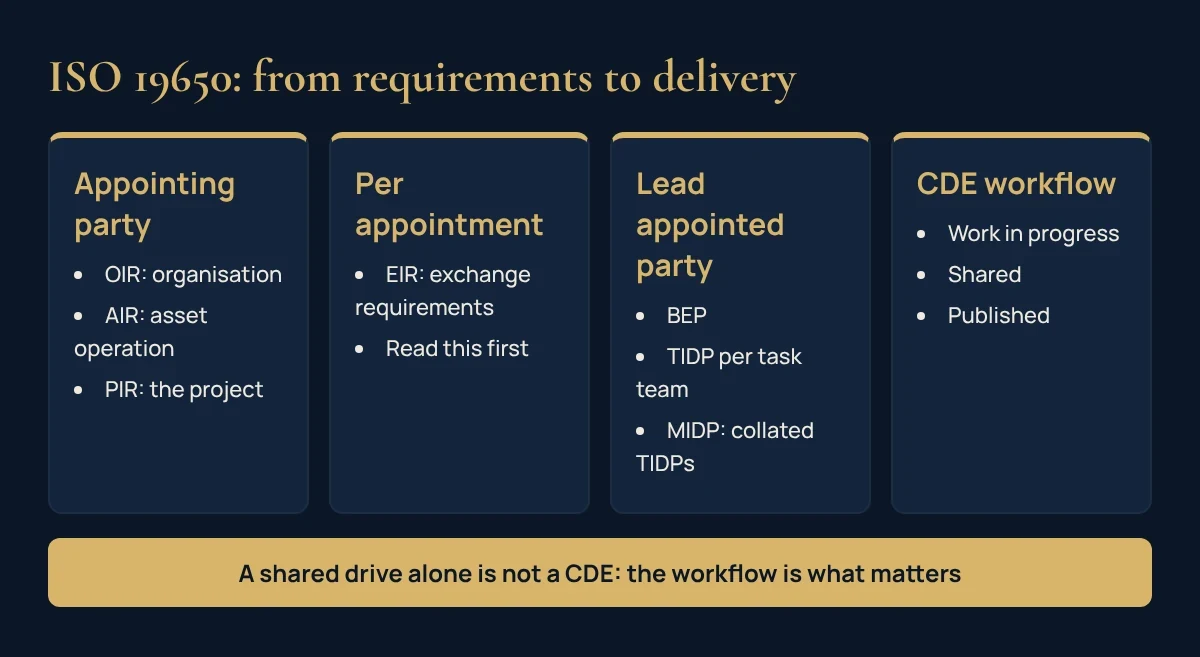 ISO 19650: from requirements to delivery
Appointing
party
• OIR: organisation
• AIR: asset
operation
• PIR: the project
Per
appointment
• EIR: exchange
requirements
• Read this first
Lead
appointed
party
• BEP
• TIDP per task
team
• MIDP: collated
TIDPs
CDE workflow
• Work in progress
• Shared
• Published
A shared drive alone is not a CDE: the workflow is what matters